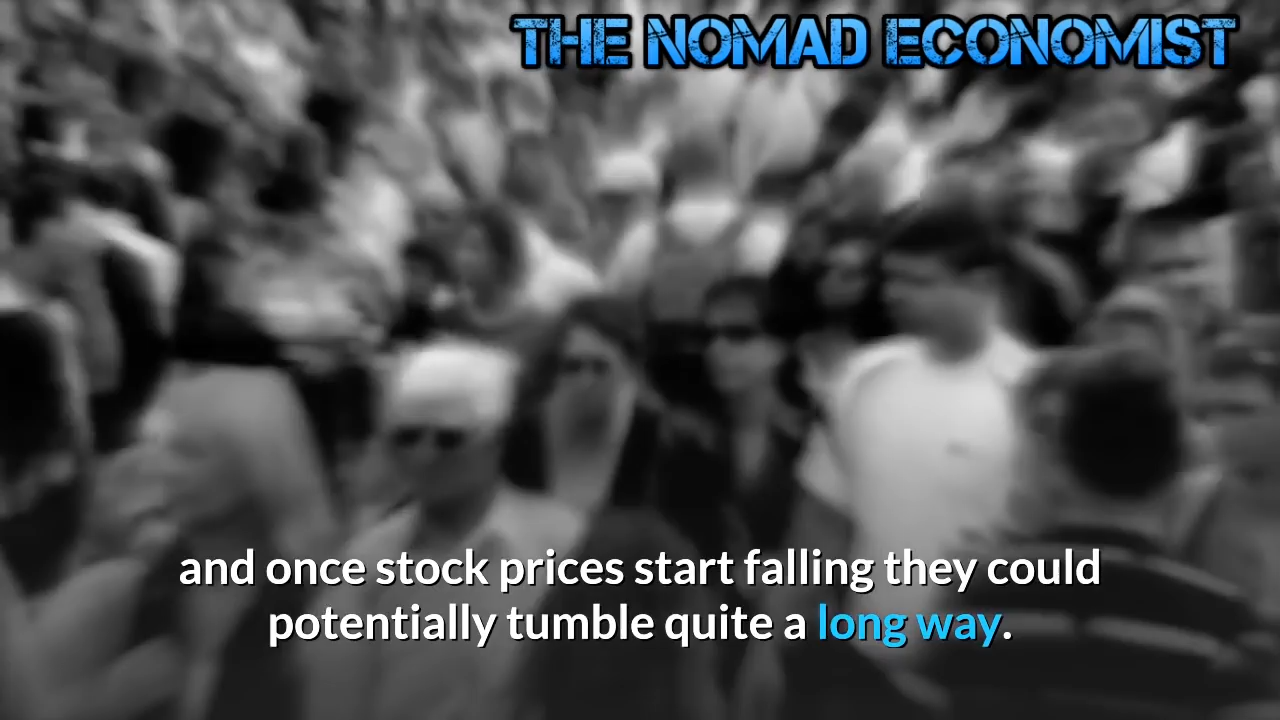 THE NOMAD ECONOMIST
and once stock prices start falling they could
potentially tumble quite a long way.